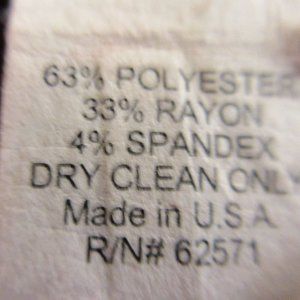 63% POLYESTER
33% RAYON
4% SPANDEX
DRY CLEAN ONLY
Made in U.S.A
R/N# 62571